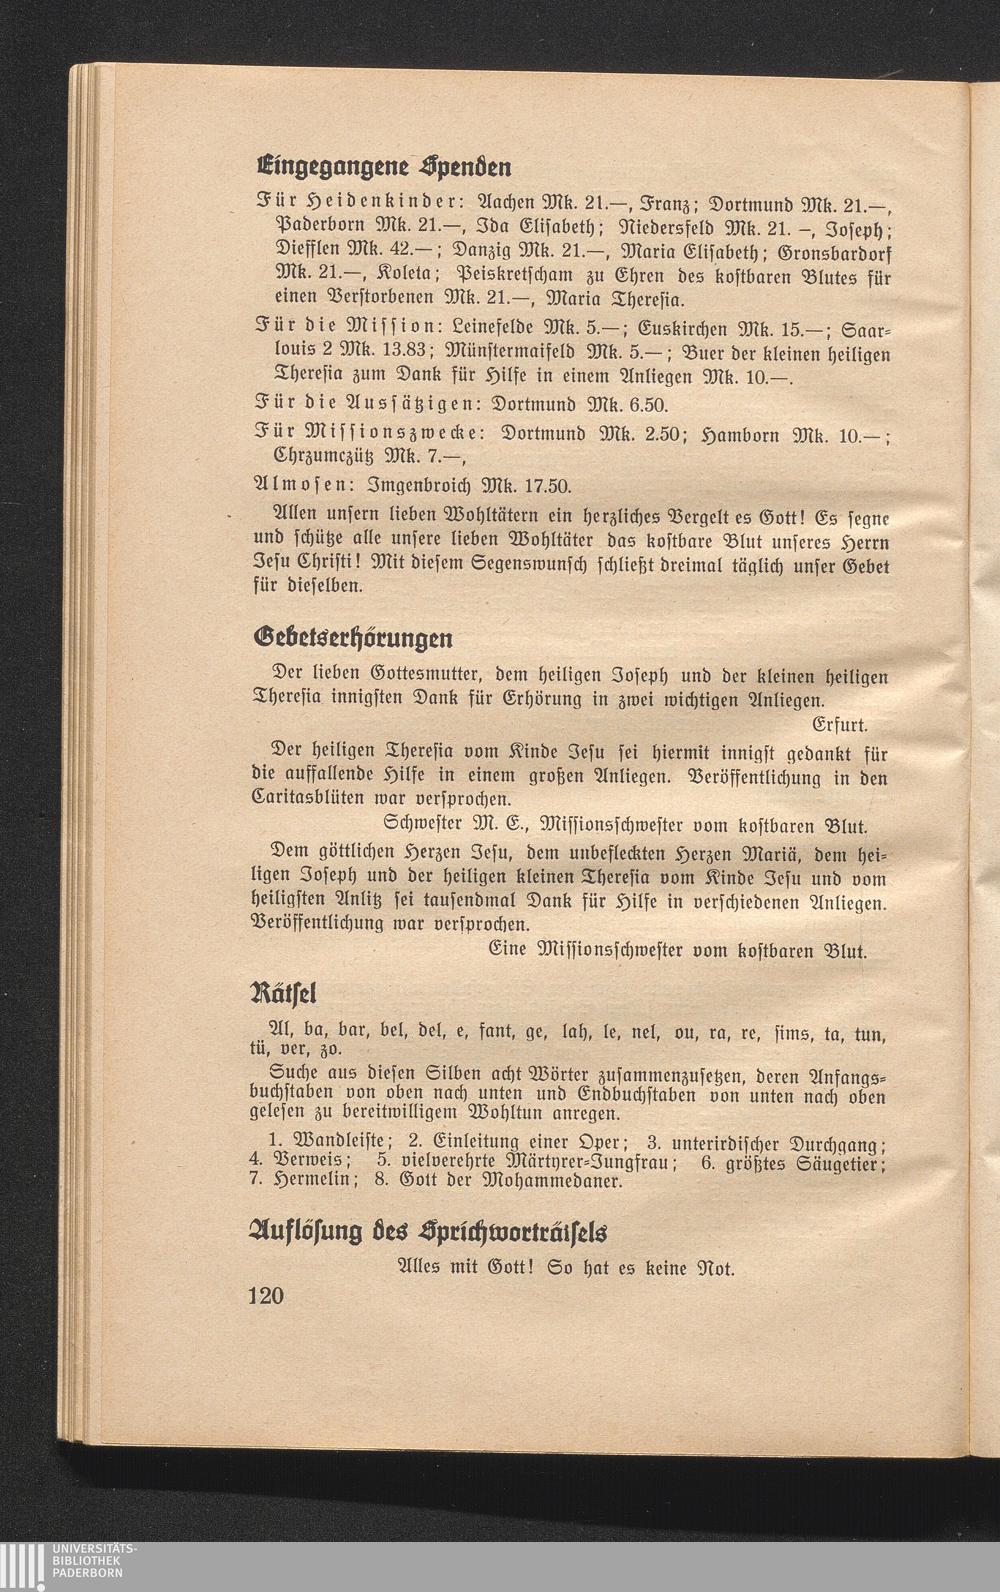 Eingegangene Spenden
Für Heidenkinder: Aachen Mk. 21.—, Franz; Dortmund Mk. 21.—,
Paderborn Mk. 21.—, Ida Elisabeth; Niedersfeld Mk. 21. –, Joseph;
Diefflen Mk. 42.—; Danzig Mk. 21.—, Maria Elisabeth; Gronsbardorf
Mk. 21.—, Koleta; Peiskretscham zu Ehren des kostbaren Blutes für
einen Verstorbenen Mk. 21.—, Maria Theresia.
Für die Mission: Leinefelde Mk. 5.—; Euskirchen Mk. 15.—; Saar-
louis 2 Mk. 13.83; Münstermaifeld Mk. 5.—; Buer der kleinen heiligen
Theresia zum Dank für Hilfe in einem Anliegen Mk. 10.—.
Für die Aussätzigen: Dortmund Mk. 6.50.
Für Missionszwecke: Dortmund Mk. 2.50; Hamborn Mk. 10.—;
Chrzumczütz Mk. 7.—,
Almosen: Imgenbroich Mk. 17.50.
Allen unsern lieben Wohltätern ein herzliches Vergelt es Gott! Es segne
und schütze alle unsere lieben Wohltäter das kostbare Blut unseres Herrn
Jesu Christi! Mit diesem Segenswunsch schließt dreimal täglich unser Gebet
für dieselben.
Gebetserhörungen
Der lieben Gottesmutter, dem heiligen Joseph und der kleinen heiligen
Theresia innigsten Dank für Erhörung in zwei wichtigen Anliegen.
Erfurt.
Der heiligen Theresia vom Kinde Jesu sei hiermit innigst gedankt für
die auffallende Hilfe in einem großen Anliegen. Veröffentlichung in den
Caritasblüten war versprochen.
Schwester M. E., Missionsschwester vom kostbaren Blut.
Dem göttlichen Herzen Jesu, dem unbefleckten Herzen Mariä, dem hei-
ligen Joseph und der heiligen kleinen Theresia vom Kinde Jesu und vom
heiligsten Anlitz sei tausendmal Dank für Hilfe in verschiedenen Anliegen.
Veröffentlichung war versprochen.
Eine Missionsschwester vom kostbaren Blut.
Rätsel
Al, ba, bar, bel, del, e, fant, ge, lah, le, nel, ou, ra, re, sims, ta, tun,
tü, ver, zo.
Suche aus diesen Silben acht Wörter zusammenzusetzen, deren Anfangs-
buchstaben von oben nach unten und Endbuchstaben von unten nach oben
gelesen zu bereitwilligem Wohltun anregen.
1. Wandleiste; 2. Einleitung einer Oper; 3. unterirdischer Durchgang;
4. Verweis; 5. vielverehrte Märtyrer-Jungfrau; 6. größtes Säugetier;
7. Hermelin; 8. Gott der Mohammedaner.
Auflösung des Sprichworträtsels
Alles mit Gott! So hat es keine Not.
120
UNIVERSITÄTS-
BIBLIOTHEK
PADERBORN